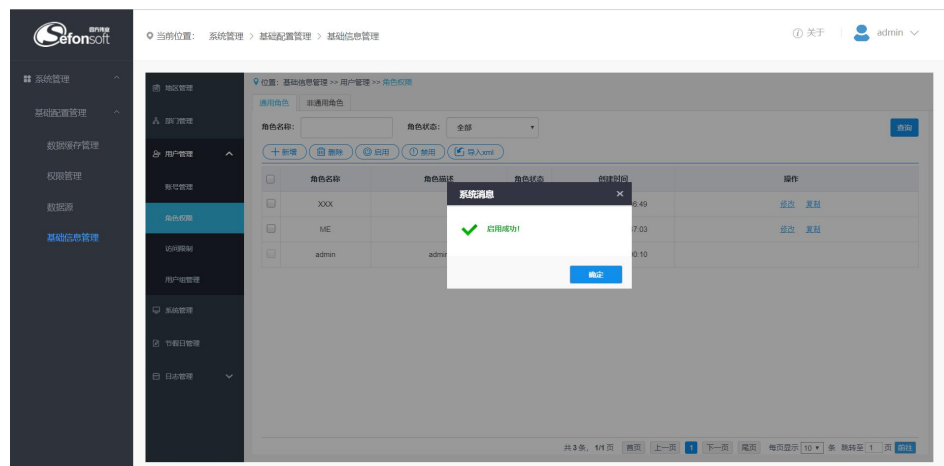 Sefonsoft
当前位置： 系统管理 > 基础配置管理 > 基础信息管理
关于
admin
系统管理
基础配置管理
数据缓存管理
权限管理
数据源
基础信息管理
地区管理
部门管理
用户管理
账号管理
角色权限
访问限制
用户组管理
系统管理
节假日管理
日志管理
位置：基础信息管理 >> 用户管理 >> 角色权限
通用角色 非通用角色
角色名称： 角色状态： 全部 查询
新增 删除 启用 禁用 导入xml
角色名称 角色描述 角色状态 创建时间 操作
XXX 6:49 修改 复制
ME 7:03 修改 复制
admin admin 0:10
系统消息 ×
启用成功！
确定
共3条，1/1页 首页 上一页 1 下一页 尾页 每页显示 10 条 跳转至 1 页 前往